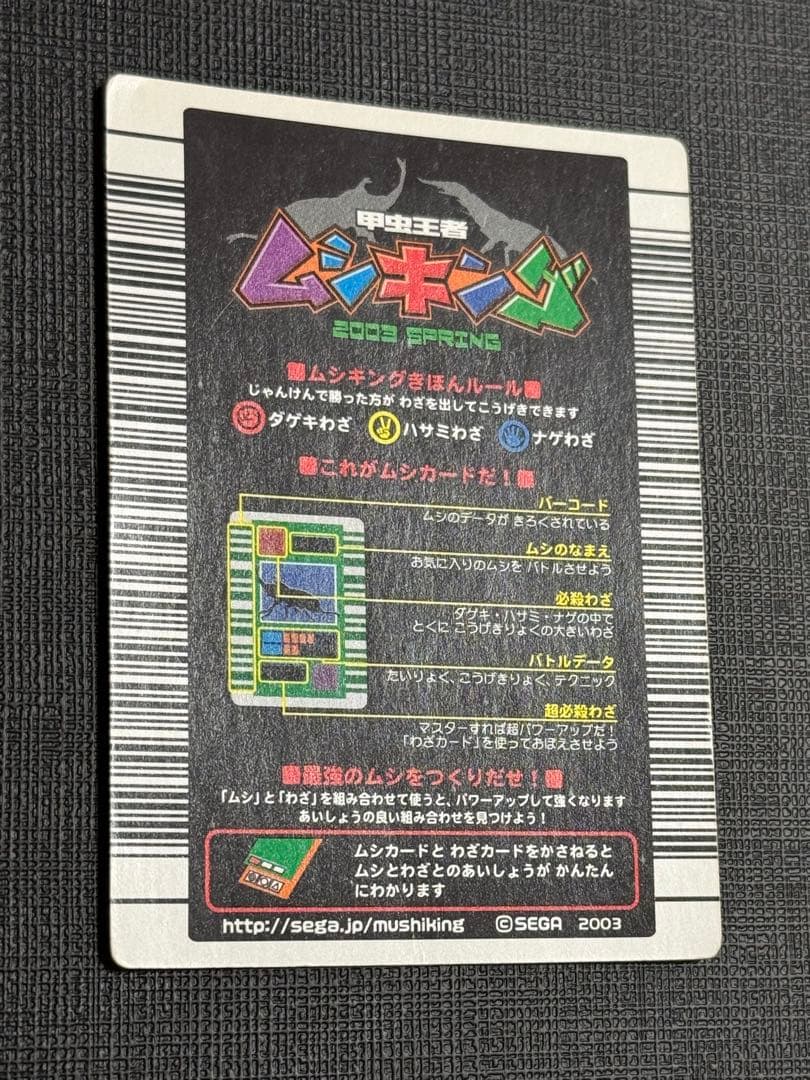 甲虫王者
ムシキング
2003 SPRING
ムシキングきほんルール
じゃんけんで勝った方が わざを出してこうげきできます
ダゲキわざ ハサミわざ ナゲわざ
これがムシカードだ!
バーコード
ムシのデータが きろくされている
ムシのなまえ
お気に入りのムシを バトルさせよう
必殺わざ
ダゲキ・ハサミ・ナゲの中で
とくに こうげきりょくの大きいわざ
バトルデータ
たいりょく、こうげきりょく、テクニック
超必殺わざ
マスターすれば超パワーアップだ!
「わざカード」を使っておぼえさせよう
最強のムシをつくりだせ!
「ムシ」と「わざ」を組み合わせて使うと、パワーアップして強くなります
あいしょうの良い組み合わせを見つけよう!
ムシカードと わざカードをかさねると
ムシとわざとのあいしょうが かんたん
にわかります
http://sega.jp/mushiking ©SEGA 2003